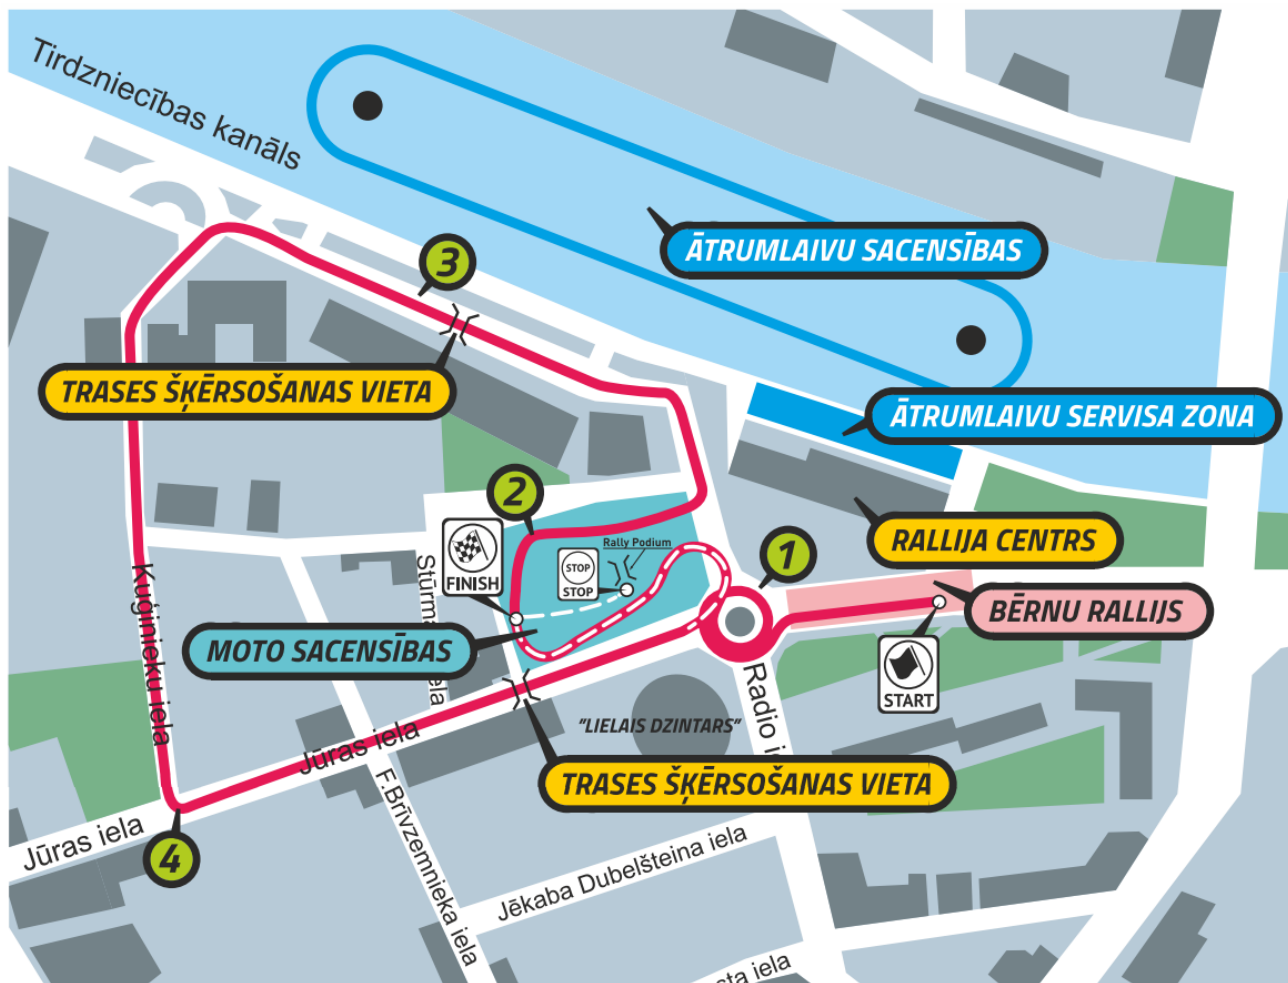 Tirdzniecības kanāls
ĀTRUMLAIVU SACENSĪBAS
3
TRASES ŠĶĒRSOŠANAS VIETA
ĀTRUMLAIVU SERVISA ZONA
2
RALLIJA CENTRS
Rally Podium
1
STOP
STOP
FINISH
BĒRNU RALLIJS
MOTO SACENSĪBAS
START
Kuģinieku iela
Radio
"LIELAIS DZINTARS"
Jūras iela
TRASES ŠĶĒRSOŠANAS VIETA
Jūras iela
4
F.Brīvzemnieka iela
Jēkaba Dubelšteina iela
iela